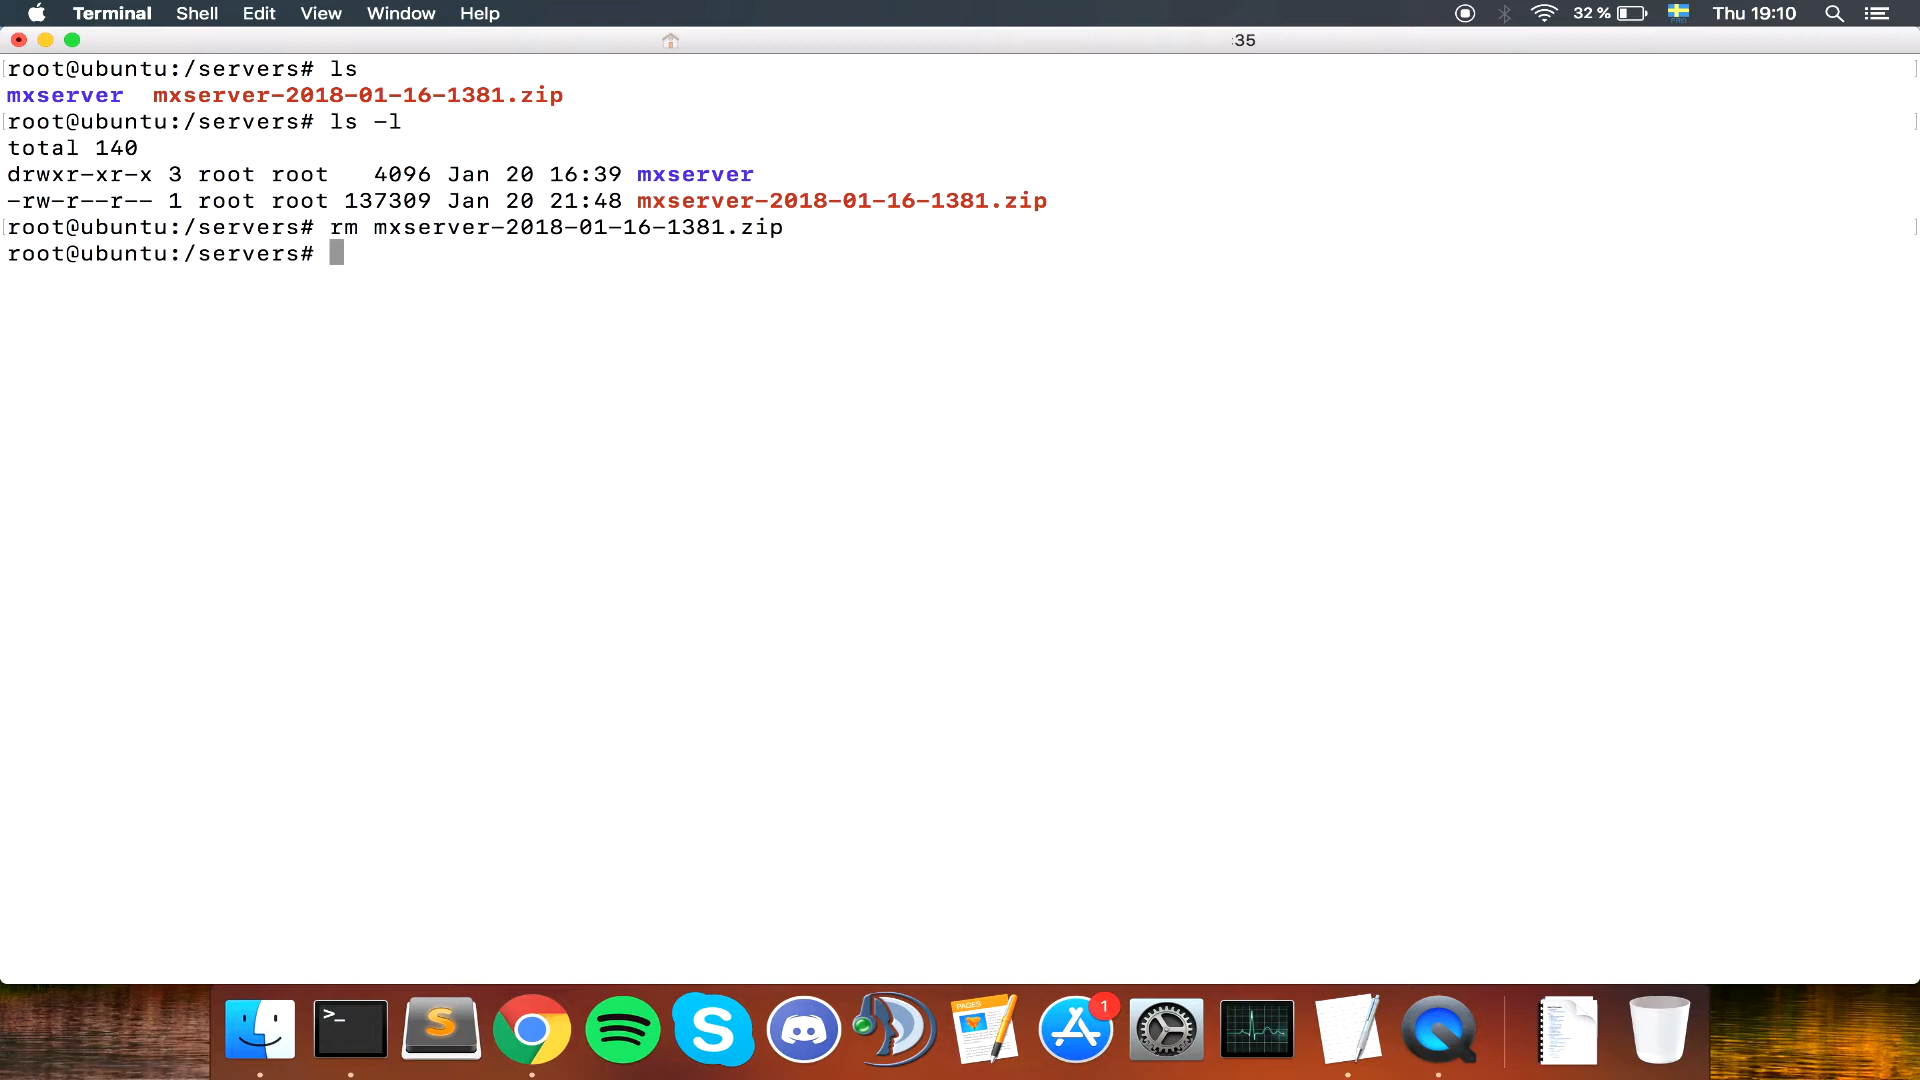 Terminal Shell Edit View Window Help 32 % PRO Thu 19:10
:35
root@ubuntu:/servers# ls
mxserver  mxserver-2018-01-16-1381.zip
root@ubuntu:/servers# ls -l
total 140
drwxr-xr-x 3 root root   4096 Jan 20 16:39 mxserver
-rw-r--r-- 1 root root 137309 Jan 20 21:48 mxserver-2018-01-16-1381.zip
root@ubuntu:/servers# rm mxserver-2018-01-16-1381.zip
root@ubuntu:/servers#
>_
S
S
PAGES
1